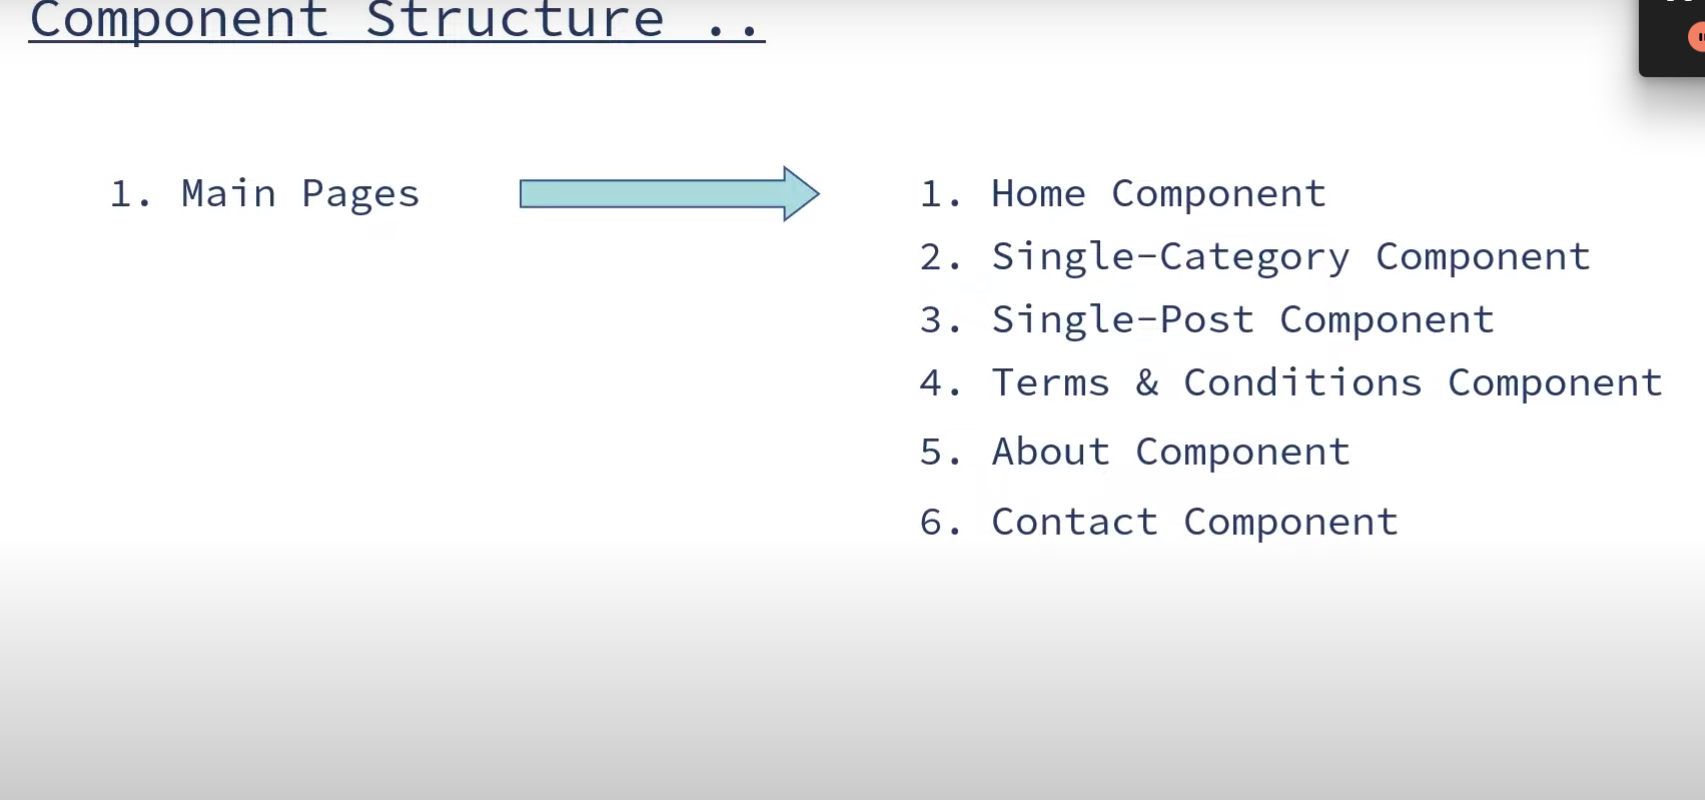 Component Structure ..
1. Main Pages
1. Home Component
2. Single-Category Component
3. Single-Post Component
4. Terms & Conditions Component
5. About Component
6. Contact Component